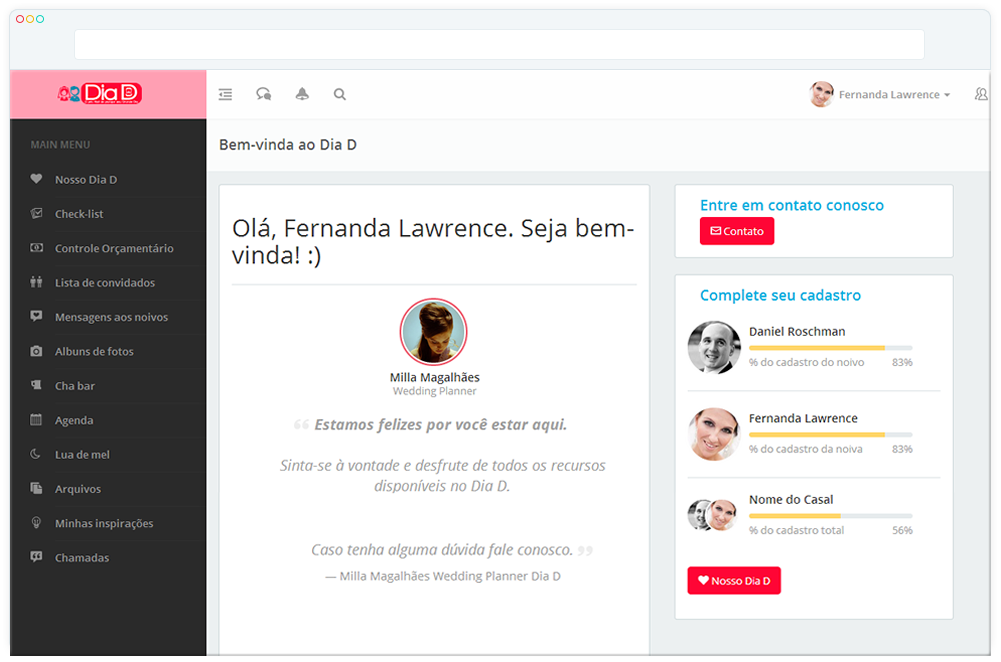 Dia D
Fernanda Lawrence
MAIN MENU
Nosso Dia D
Check-list
Controle Orçamentário
Lista de convidados
Mensagens aos noivos
Albuns de fotos
Cha bar
Agenda
Lua de mel
Arquivos
Minhas inspirações
Chamadas
Bem-vinda ao Dia D
Olá, Fernanda Lawrence. Seja bem-
vinda! :)
Milla Magalhães
Wedding Planner
“ Estamos felizes por você estar aqui.
Sinta-se à vontade e desfrute de todos os recursos
disponíveis no Dia D.
Caso tenha alguma dúvida fale conosco. ”
— Milla Magalhães Wedding Planner Dia D
Entre em contato conosco
Contato
Complete seu cadastro
Daniel Roschman
% do cadastro do noivo 83%
Fernanda Lawrence
% do cadastro da noiva 83%
Nome do Casal
% do cadastro total 56%
Nosso Dia D